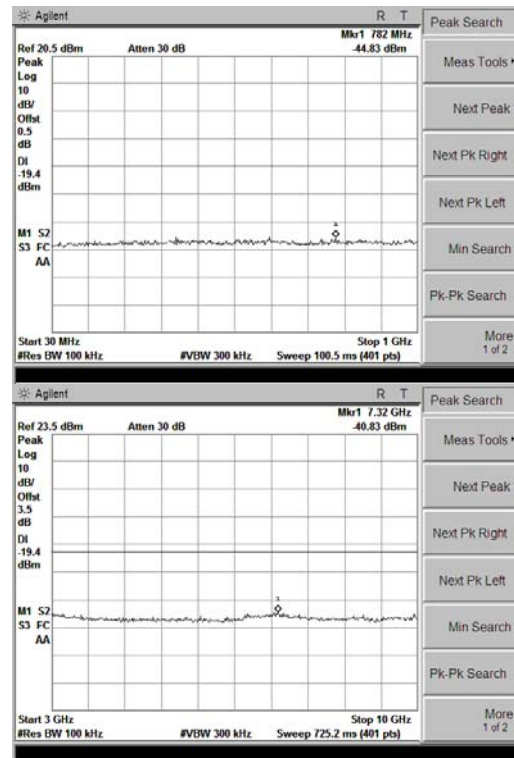 Agilent R T
Mkr1 782 MHz
Ref 20.5 dBm Atten 30 dB -44.83 dBm
Peak
Log
10
dB/
Offst
0.5
dB
DI
-19.4
dBm
M1 S2
S3 FC
AA
Start 30 MHz Stop 1 GHz
#Res BW 100 kHz #VBW 300 kHz Sweep 100.5 ms (401 pts)
Peak Search
Meas Tools
Next Peak
Next Pk Right
Next Pk Left
Min Search
Pk-Pk Search
More
1 of 2
Agilent R T
Mkr1 7.32 GHz
Ref 23.5 dBm Atten 30 dB -40.83 dBm
Peak
Log
10
dB/
Offst
3.5
dB
DI
-19.4
dBm
M1 S2
S3 FC
AA
Start 3 GHz Stop 10 GHz
#Res BW 100 kHz #VBW 300 kHz Sweep 725.2 ms (401 pts)
Peak Search
Meas Tools
Next Peak
Next Pk Right
Next Pk Left
Min Search
Pk-Pk Search
More
1 of 2